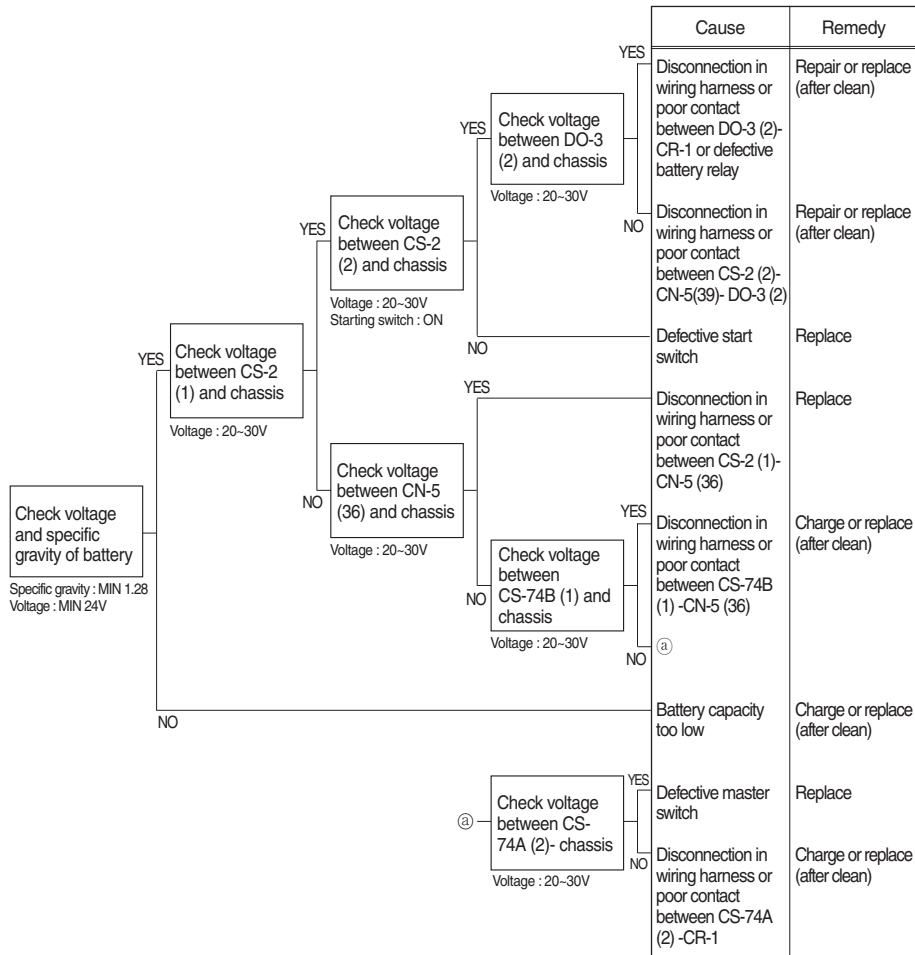 Cause
Remedy
YES
Disconnection in
wiring harness or
poor contact
between DO-3 (2)-
CR-1 or defective
battery relay
Repair or replace
(after clean)
YES
Check voltage
between DO-3
(2) and chassis
Voltage : 20~30V
NO
Disconnection in
wiring harness or
poor contact
between CS-2 (2)-
CN-5(39)- DO-3 (2)
Repair or replace
(after clean)
YES
Check voltage
between CS-2
(2) and chassis
Voltage : 20~30V
Starting switch : ON
NO
Defective start
switch
Replace
YES
Check voltage
between CS-2
(1) and chassis
Voltage : 20~30V
YES
Disconnection in
wiring harness or
poor contact
between CS-2 (1)-
CN-5 (36)
Replace
NO
Check voltage
between CN-5
(36) and chassis
Voltage : 20~30V
Check voltage
and specific
gravity of battery
Specific gravity : MIN 1.28
Voltage : MIN 24V
YES
Disconnection in
wiring harness or
poor contact
between CS-74B
(1) -CN-5 (36)
Charge or replace
(after clean)
NO
Check voltage
between
CS-74B (1) and
chassis
Voltage : 20~30V
NO
ⓐ
NO
Battery capacity
too low
Charge or replace
(after clean)
ⓐ
Check voltage
between CS-
74A (2)- chassis
Voltage : 20~30V
YES
Defective master
switch
Replace
NO
Disconnection in
wiring harness or
poor contact
between CS-74A
(2) -CR-1
Charge or replace
(after clean)